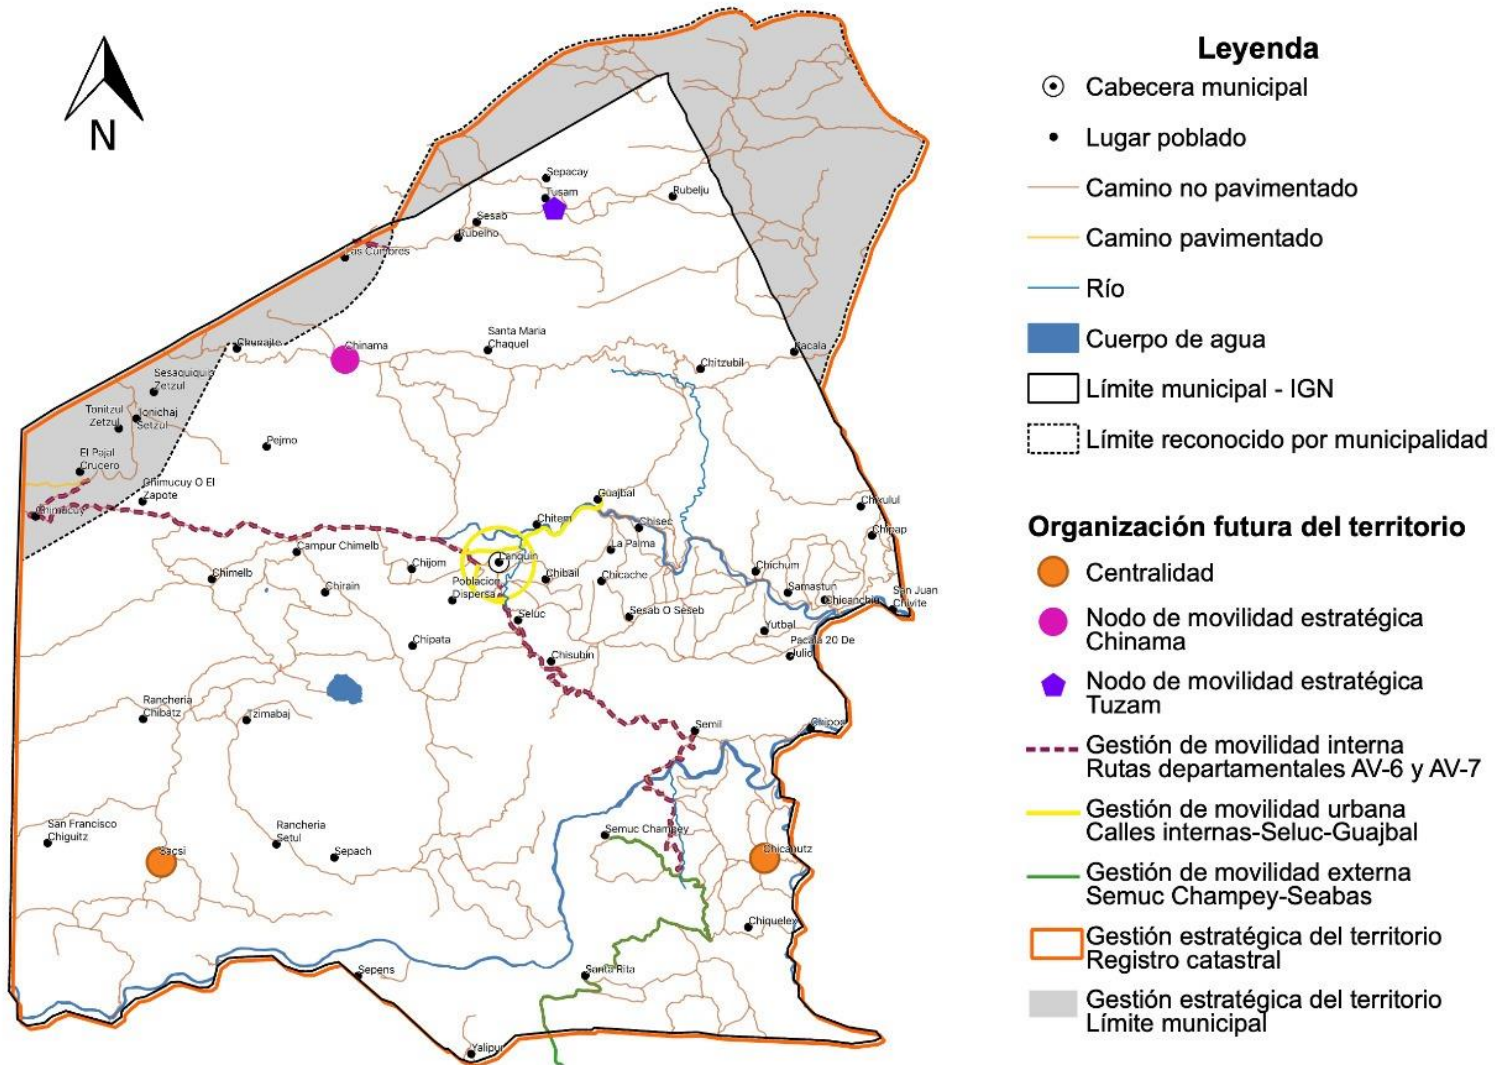 N
Sepacay
Tusam
Rubelju
Sesab
Las Cumbres
Chinama
Santa Maria
Chaquel
Chitzubil
Pacala
Sesaquiquib
Zetzul
Tonitzul
Zetzul
Jonichaj
Setzul
Pejmo
El Pajal
Crucero
Chimucuy O El
Zapote
Chimucuy
Guajbal
Chitem
Chisec
Chixulul
Chipap
La Palma
Campur Chimelb
Chijom
Lanquin
Chibail
Chicache
Chichum
Chimelb
Chirain
Poblacion
Dispersa
Samastun
San Juan
Chivite
Seluc
Sesab O Seseb
Yutbal
Chipata
Chisubin
Pacala 20 De
Julio
Rancheria
Chibatz
Tzimabaj
Semil
Chipoc
San Francisco
Chiguitz
Rancheria
Setul
Sepach
Semuc Champey
Sacsi
Chicanutz
Chiquelex
Sepens
Santa Rita
Yalipur
Leyenda
Cabecera municipal
Lugar poblado
Camino no pavimentado
Camino pavimentado
Río
Cuerpo de agua
Límite municipal - IGN
Límite reconocido por municipalidad
Organización futura del territorio
Centralidad
Nodo de movilidad estratégica
Chinama
Nodo de movilidad estratégica
Tuzam
Gestión de movilidad interna
Rutas departamentales AV-6 y AV-7
Gestión de movilidad urbana
Calles internas-Seluc-Guajbal
Gestión de movilidad externa
Semuc Champey-Seabas
Gestión estratégica del territorio
Registro catastral
Gestión estratégica del territorio
Límite municipal